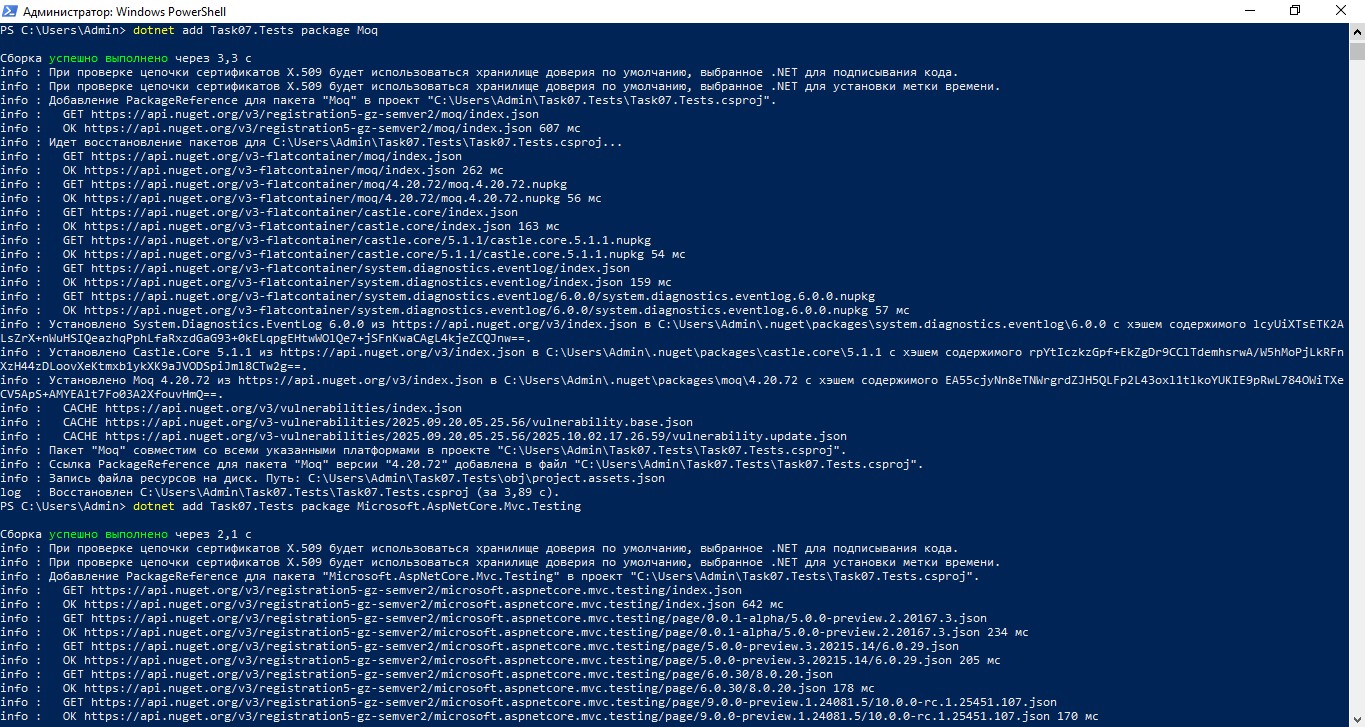 Администратор: Windows PowerShell
PS C:\Users\Admin> dotnet add Task07.Tests package Moq
Сборка успешно выполнено через 3,3 с
info : При проверке цепочки сертификатов X.509 будет использоваться хранилище доверия по умолчанию, выбранное .NET для подписывания кода.
info : При проверке цепочки сертификатов X.509 будет использоваться хранилище доверия по умолчанию, выбранное .NET для установки метки времени.
info : Добавление PackageReference для пакета "Moq" в проект "C:\Users\Admin\Task07.Tests\Task07.Tests.csproj".
info :   GET https://api.nuget.org/v3/registration5-gz-semver2/moq/index.json
info :   OK https://api.nuget.org/v3/registration5-gz-semver2/moq/index.json 607 мс
info : Идет восстановление пакетов для C:\Users\Admin\Task07.Tests\Task07.Tests.csproj...
info :   GET https://api.nuget.org/v3-flatcontainer/moq/index.json
info :   OK https://api.nuget.org/v3-flatcontainer/moq/index.json 262 мс
info :   GET https://api.nuget.org/v3-flatcontainer/moq/4.20.72/moq.4.20.72.nupkg
info :   OK https://api.nuget.org/v3-flatcontainer/moq/4.20.72/moq.4.20.72.nupkg 56 мс
info :   GET https://api.nuget.org/v3-flatcontainer/castle.core/index.json
info :   OK https://api.nuget.org/v3-flatcontainer/castle.core/index.json 163 мс
info :   GET https://api.nuget.org/v3-flatcontainer/castle.core/5.1.1/castle.core.5.1.1.nupkg
info :   OK https://api.nuget.org/v3-flatcontainer/castle.core/5.1.1/castle.core.5.1.1.nupkg 54 мс
info :   GET https://api.nuget.org/v3-flatcontainer/system.diagnostics.eventlog/index.json
info :   OK https://api.nuget.org/v3-flatcontainer/system.diagnostics.eventlog/index.json 159 мс
info :   GET https://api.nuget.org/v3-flatcontainer/system.diagnostics.eventlog/6.0.0/system.diagnostics.eventlog.6.0.0.nupkg
info :   OK https://api.nuget.org/v3-flatcontainer/system.diagnostics.eventlog/6.0.0/system.diagnostics.eventlog.6.0.0.nupkg 57 мс
info : Установлено System.Diagnostics.EventLog 6.0.0 из https://api.nuget.org/v3/index.json в C:\Users\Admin\.nuget\packages\system.diagnostics.eventlog\6.0.0 с хэшем содержимого lcyUiXTsETK2A
LsZrX+nWuHSIQeazhqPphLfaRxzdGaG93+0kELqpgEHtwWOlQe7+jSFnKwaCAgL4kjeZCQJnw==.
info : Установлено Castle.Core 5.1.1 из https://api.nuget.org/v3/index.json в C:\Users\Admin\.nuget\packages\castle.core\5.1.1 с хэшем содержимого rpYtIczkzGpf+EkZgDr9CClTdemhsrwA/W5hMoPjLkRFn
XzH44zDLoovXeKtmxb1ykXK9aJVODSpiJml8CTw2g==.
info : Установлено Moq 4.20.72 из https://api.nuget.org/v3/index.json в C:\Users\Admin\.nuget\packages\moq\4.20.72 с хэшем содержимого EA55cjyNn8eTNWrgrdZJH5QLFp2L43oxl1tlkoYUKIE9pRwL784OWiTXe
CV5ApS+AMYEAlt7Fo03A2XfouvHmQ==.
info :   CACHE https://api.nuget.org/v3/vulnerabilities/index.json
info :   CACHE https://api.nuget.org/v3-vulnerabilities/2025.09.20.05.25.56/vulnerability.base.json
info :   CACHE https://api.nuget.org/v3-vulnerabilities/2025.09.20.05.25.56/2025.10.02.17.26.59/vulnerability.update.json
info : Пакет "Moq" совместим со всеми указанными платформами в проекте "C:\Users\Admin\Task07.Tests\Task07.Tests.csproj".
info : Ссылка PackageReference для пакета "Moq" версии "4.20.72" добавлена в файл "C:\Users\Admin\Task07.Tests\Task07.Tests.csproj".
info : Запись файла ресурсов на диск. Путь: C:\Users\Admin\Task07.Tests\obj\project.assets.json
log  : Восстановлен C:\Users\Admin\Task07.Tests\Task07.Tests.csproj (за 3,89 с).
PS C:\Users\Admin> dotnet add Task07.Tests package Microsoft.AspNetCore.Mvc.Testing
Сборка успешно выполнено через 2,1 с
info : При проверке цепочки сертификатов X.509 будет использоваться хранилище доверия по умолчанию, выбранное .NET для подписывания кода.
info : При проверке цепочки сертификатов X.509 будет использоваться хранилище доверия по умолчанию, выбранное .NET для установки метки времени.
info : Добавление PackageReference для пакета "Microsoft.AspNetCore.Mvc.Testing" в проект "C:\Users\Admin\Task07.Tests\Task07.Tests.csproj".
info :   GET https://api.nuget.org/v3/registration5-gz-semver2/microsoft.aspnetcore.mvc.testing/index.json
info :   OK https://api.nuget.org/v3/registration5-gz-semver2/microsoft.aspnetcore.mvc.testing/index.json 642 мс
info :   GET https://api.nuget.org/v3/registration5-gz-semver2/microsoft.aspnetcore.mvc.testing/page/0.0.1-alpha/5.0.0-preview.2.20167.3.json
info :   OK https://api.nuget.org/v3/registration5-gz-semver2/microsoft.aspnetcore.mvc.testing/page/0.0.1-alpha/5.0.0-preview.2.20167.3.json 234 мс
info :   GET https://api.nuget.org/v3/registration5-gz-semver2/microsoft.aspnetcore.mvc.testing/page/5.0.0-preview.3.20215.14/6.0.29.json
info :   OK https://api.nuget.org/v3/registration5-gz-semver2/microsoft.aspnetcore.mvc.testing/page/5.0.0-preview.3.20215.14/6.0.29.json 205 мс
info :   GET https://api.nuget.org/v3/registration5-gz-semver2/microsoft.aspnetcore.mvc.testing/page/6.0.30/8.0.20.json
info :   OK https://api.nuget.org/v3/registration5-gz-semver2/microsoft.aspnetcore.mvc.testing/page/6.0.30/8.0.20.json 178 мс
info :   GET https://api.nuget.org/v3/registration5-gz-semver2/microsoft.aspnetcore.mvc.testing/page/9.0.0-preview.1.24081.5/10.0.0-rc.1.25451.107.json
info :   OK https://api.nuget.org/v3/registration5-gz-semver2/microsoft.aspnetcore.mvc.testing/page/9.0.0-preview.1.24081.5/10.0.0-rc.1.25451.107.json 170 мс